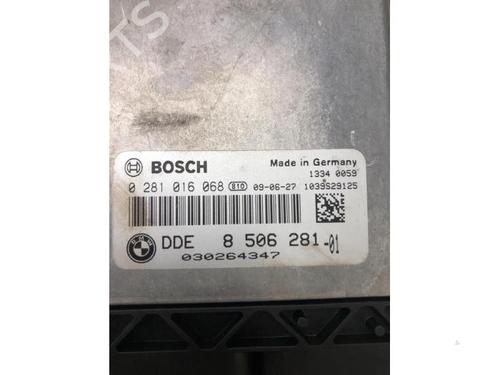 BOSCH
Made in Germany
1334 0059
0 281 016 068 810 09-06-27 1039S29125
DDE 8 506 281-01
030264347